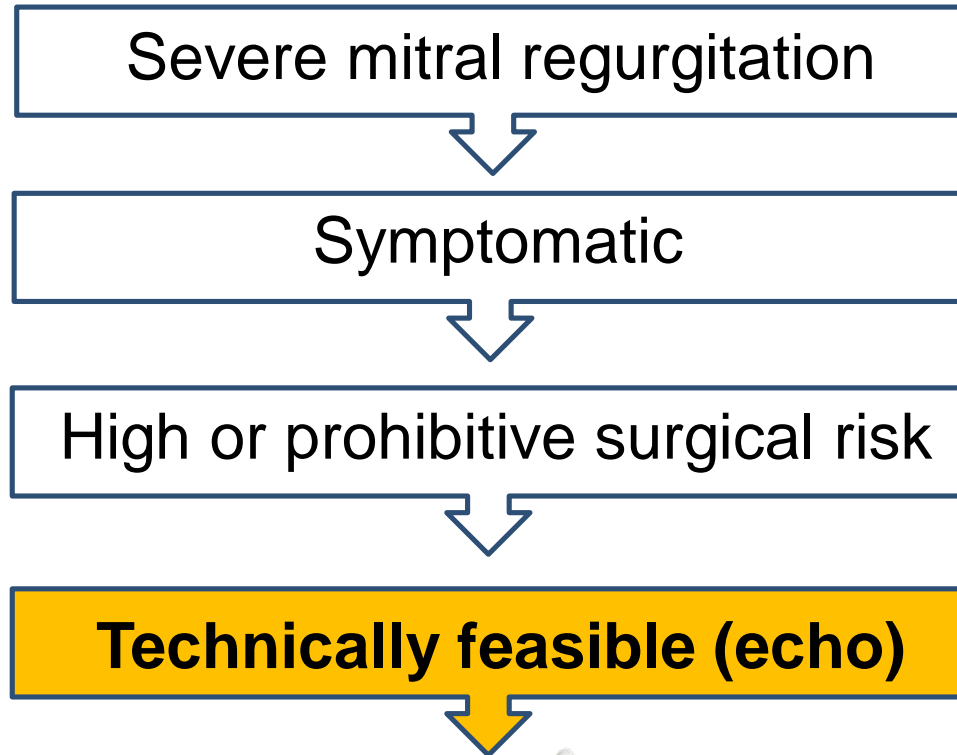 Severe mitral regurgitation
Symptomatic
High or prohibitive surgical risk
Technically feasible (echo)